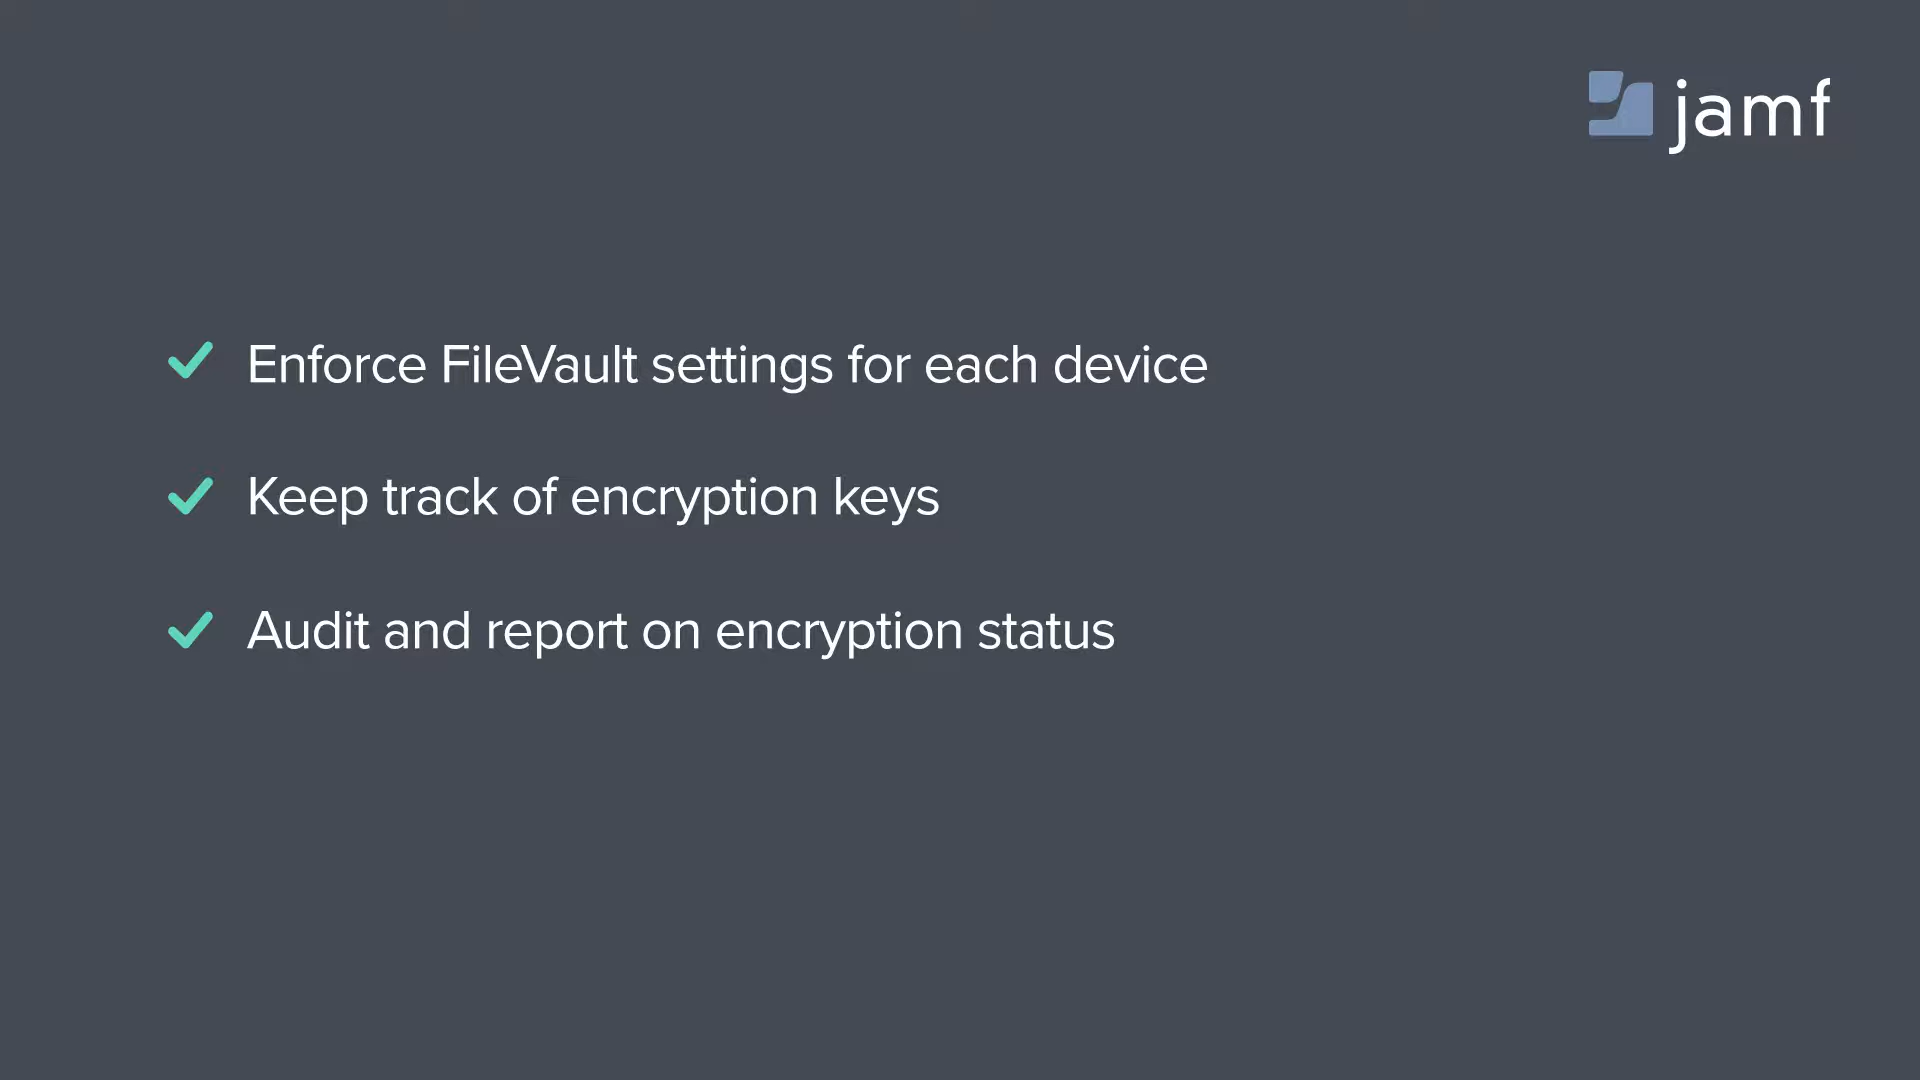 jamf
Enforce FileVault settings for each device
Keep track of encryption keys
Audit and report on encryption status